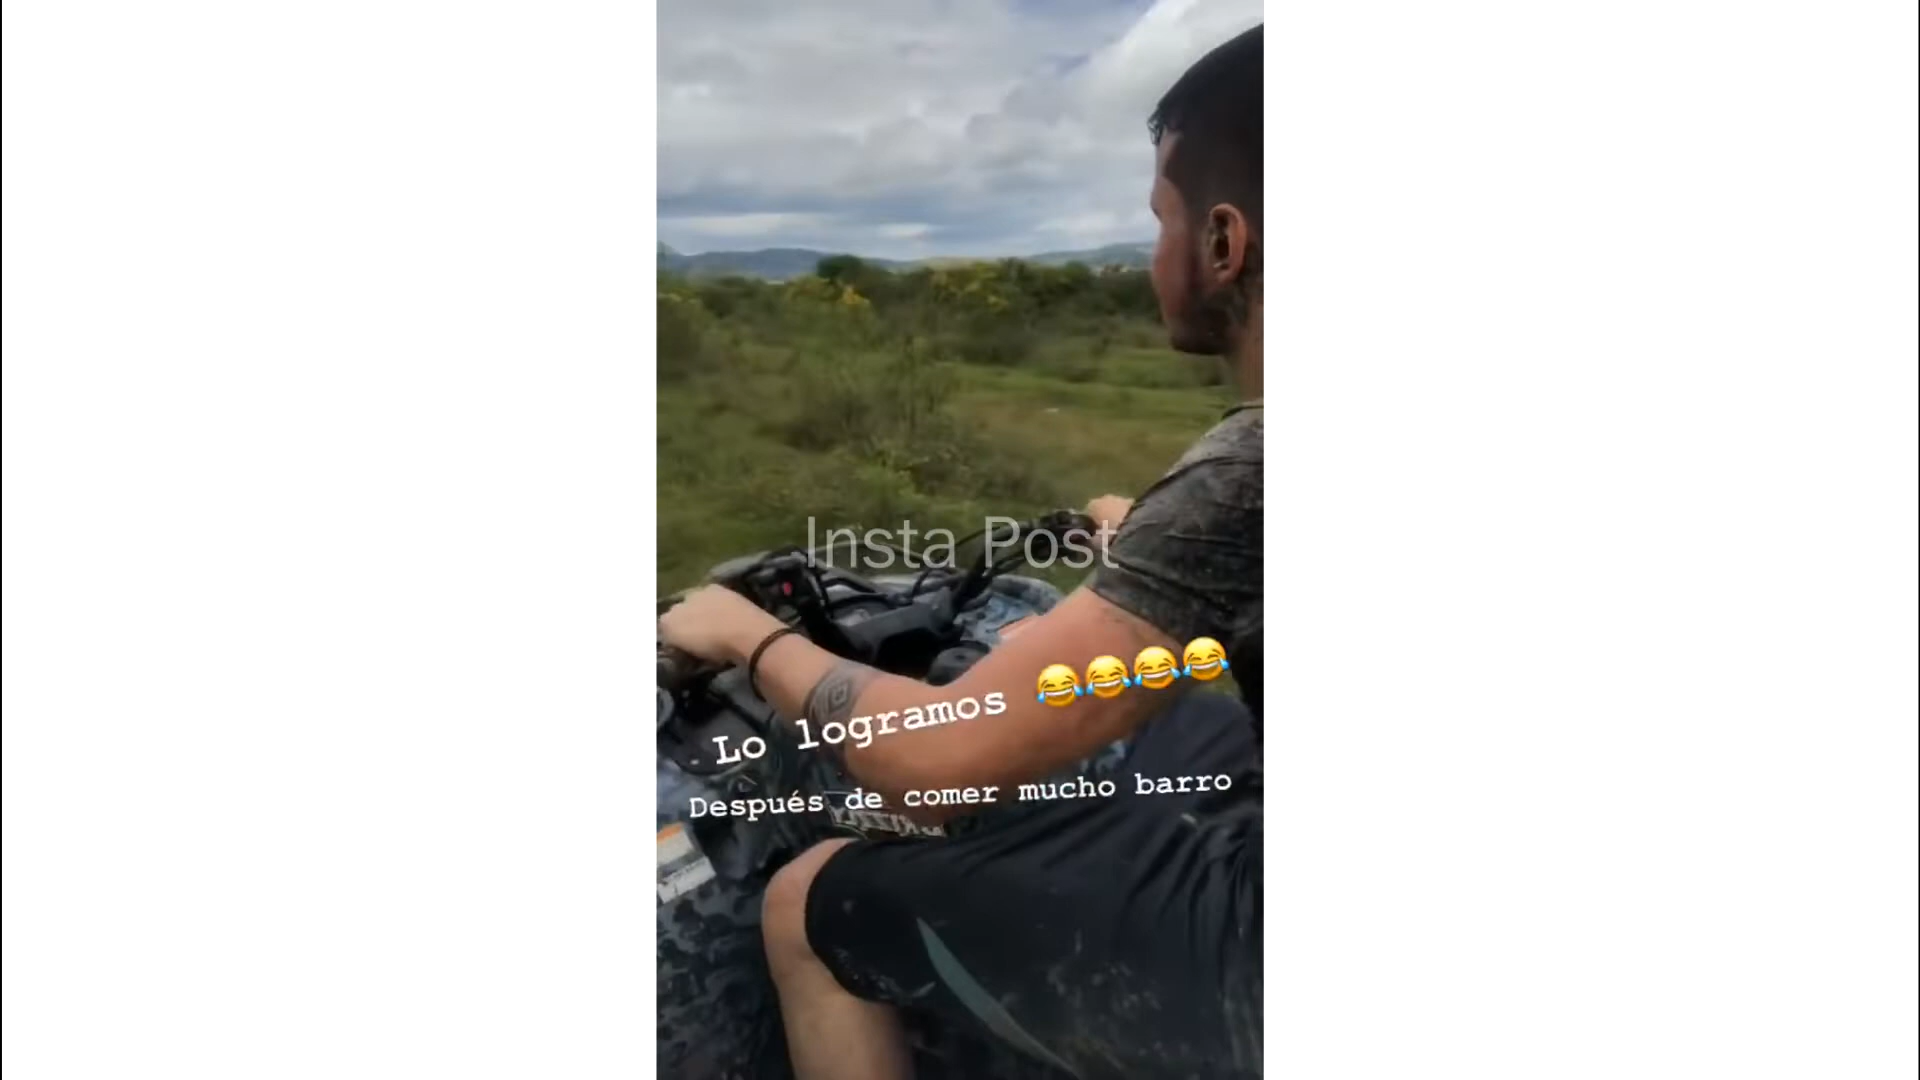 Insta Post
Lo logramos 😂😂😂😂
Después de comer mucho barro